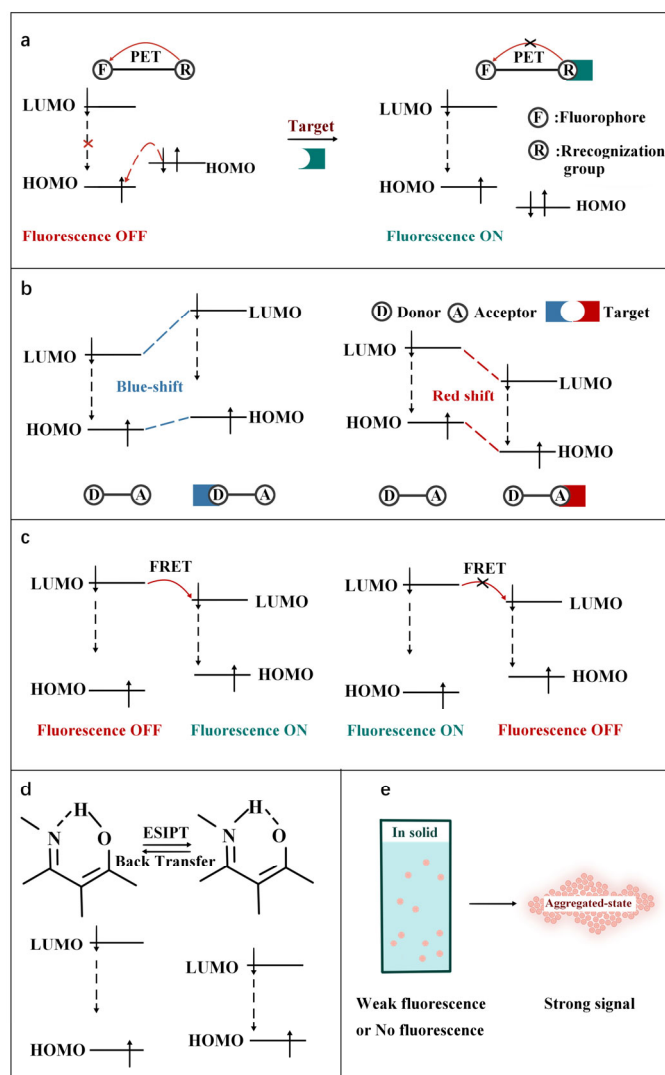 a
PET
F
R
LUMO
HOMO
HOMO
Fluorescence OFF
Target
PET
F
R
LUMO
HOMO
HOMO
Fluorescence ON
F :Fluorophore
R :Rrecognization
group
b
LUMO
LUMO
Blue-shift
HOMO
HOMO
D A
D A
D Donor A Acceptor Target
LUMO
LUMO
Red shift
HOMO
HOMO
D A
D A
c
FRET
LUMO
LUMO
HOMO
HOMO
Fluorescence OFF
Fluorescence ON
FRET
LUMO
LUMO
HOMO
HOMO
Fluorescence ON
Fluorescence OFF
d
H
N
O
ESIPT
Back Transfer
H
N
O
LUMO
HOMO
LUMO
HOMO
e
In solid
Aggregated-state
Weak fluorescence
or No fluorescence
Strong signal